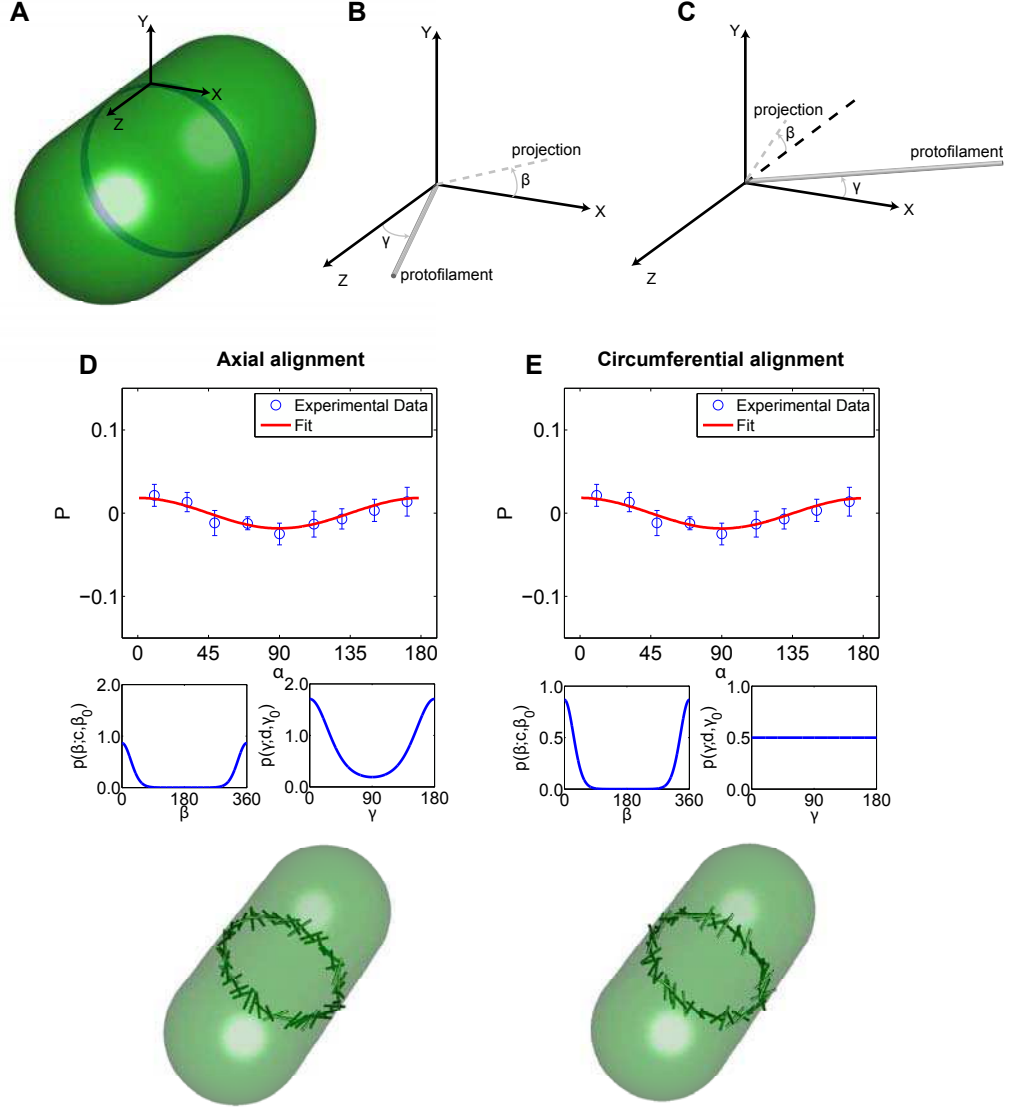 A
Y
X
Z
B
Y
projection
β
X
γ
Z
protofilament
C
Y
projection
β
protofilament
γ
X
Z
D
Axial alignment
Experimental Data
Fit
P
0.1
0
−0.1
0
45
90
135
180
α
p(β;c,β0)
2.0
1.0
0.0
0
180
360
β
p(γ;d,γ0)
2.0
1.0
0.0
0
90
180
γ
E
Circumferential alignment
Experimental Data
Fit
P
0.1
0
−0.1
0
45
90
135
180
α
p(β;c,β0)
1.0
0.5
0.0
0
180
360
β
p(γ;d,γ0)
1.0
0.5
0.0
0
90
180
γ